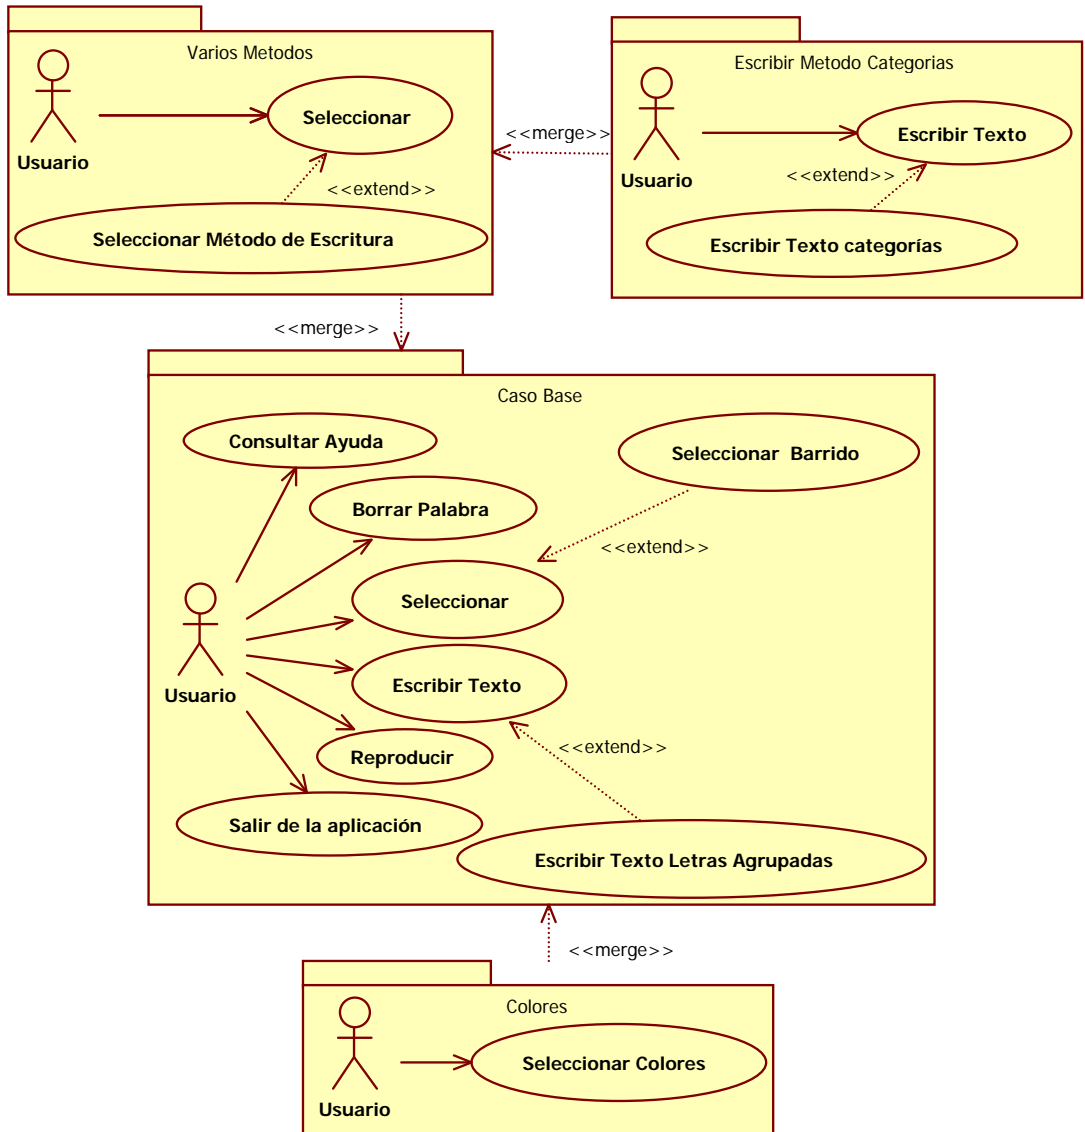 Varios Metodos
Usuario
Seleccionar
<<extend>>
Seleccionar Método de Escritura
<<merge>>
Escribir Metodo Categorias
Usuario
Escribir Texto
<<extend>>
Escribir Texto categorías
<<merge>>
Caso Base
Consultar Ayuda
Seleccionar Barrido
Borrar Palabra
<<extend>>
Seleccionar
Usuario
Escribir Texto
<<extend>>
Reproducir
Salir de la aplicación
Escribir Texto Letras Agrupadas
<<merge>>
Colores
Usuario
Seleccionar Colores